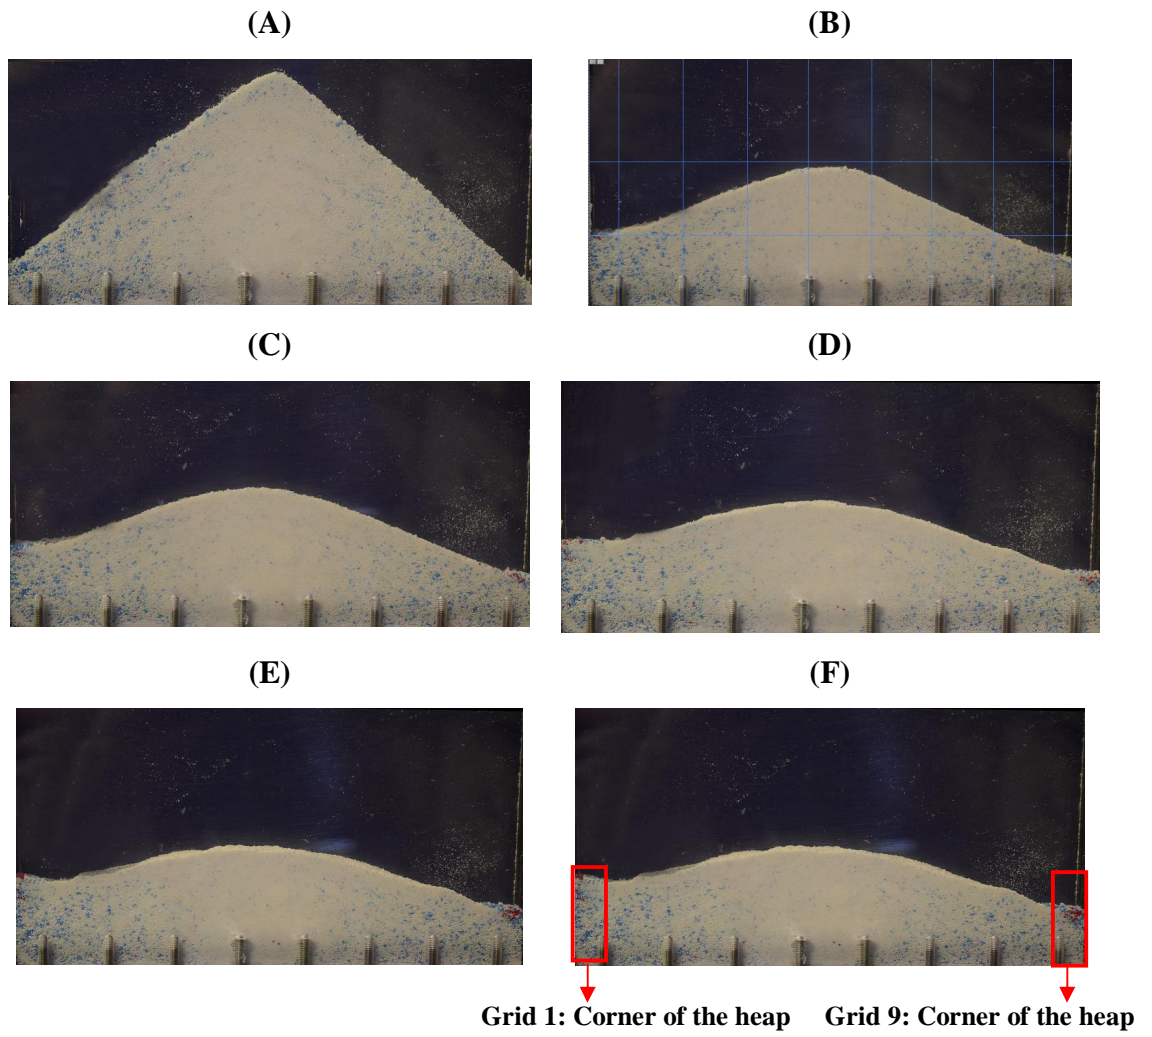 (A)
(B)
(C)
(D)
(E)
(F)
Grid 1: Corner of the heap
Grid 9: Corner of the heap